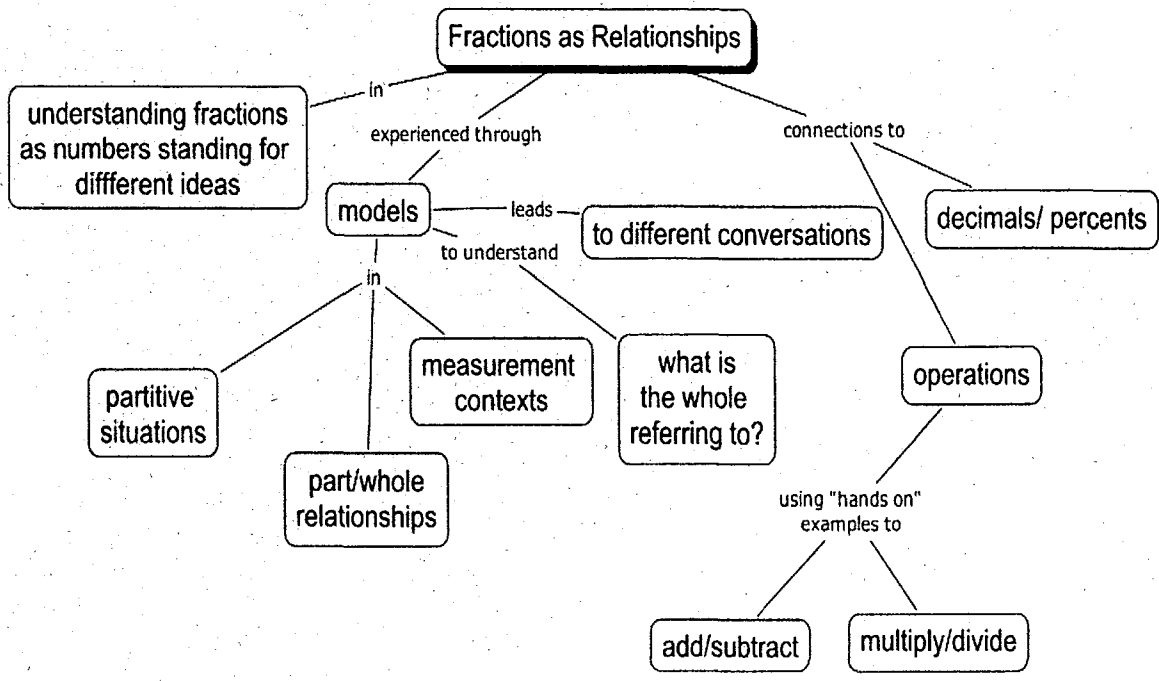 Fractions as Relationships
in
understanding fractions
as numbers standing for
diffferent ideas
experienced through
connections to
models
leads
to different conversations
decimals/ percents
to understand
in
measurement
contexts
what is
the whole
referring to?
operations
partitive
situations
part/whole
relationships
using "hands on"
examples to
add/subtract
multiply/divide